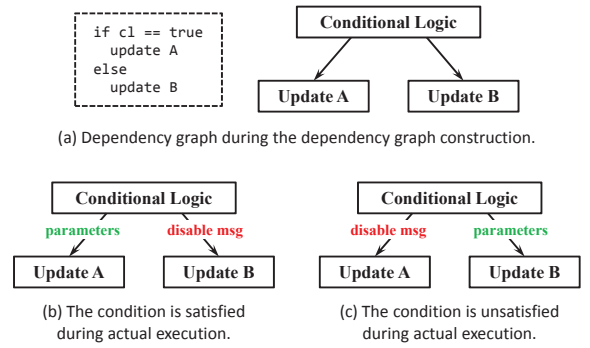 if cl == true
update A
else
update B
Conditional Logic
Update A
Update B
(a) Dependency graph during the dependency graph construction.
Conditional Logic
parameters
disable msg
Update A
Update B
(b) The condition is satisfied
during actual execution.
Conditional Logic
disable msg
parameters
Update A
Update B
(c) The condition is unsatisfied
during actual execution.